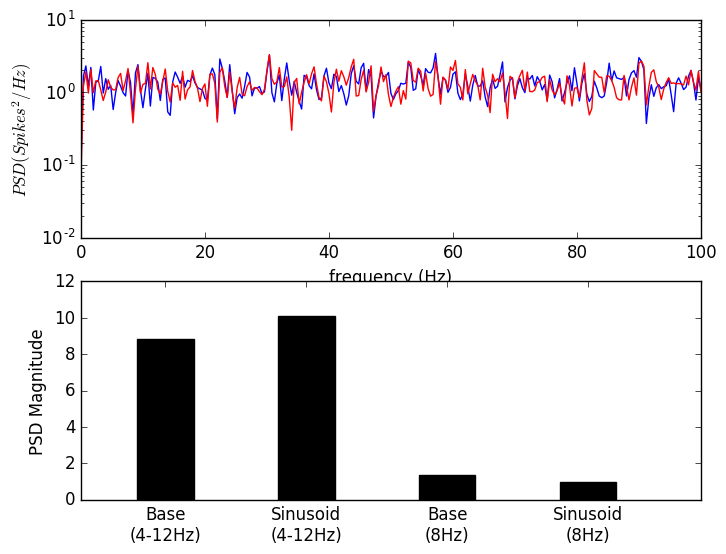 10^1
10^0
10^-1
10^-2
PSD(Spikes^2/Hz)
0 20 40 60 80 100
frequency (Hz)
12
10
8
6
4
2
0
PSD Magnitude
Base Sinusoid Base Sinusoid
(4-12Hz) (4-12Hz) (8Hz) (8Hz)